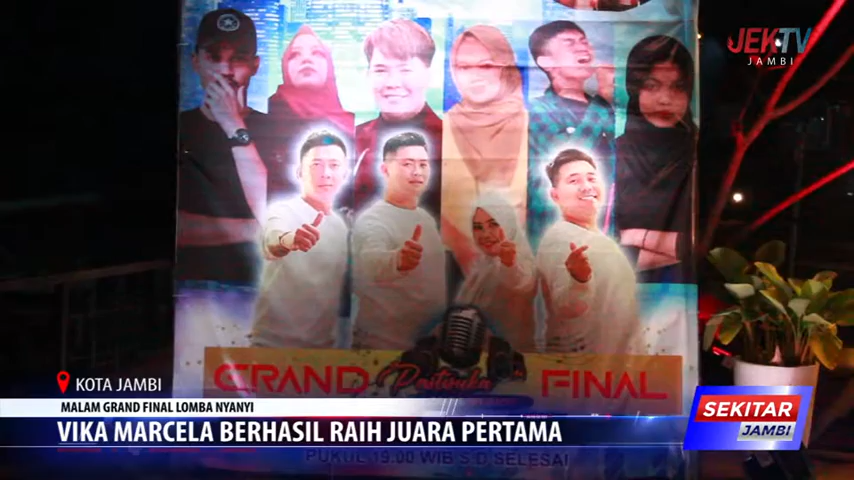 JEKTV
JAMBI
GRAND Pestisuka FINAL
KOTA JAMBI
MALAM GRAND FINAL LOMBA NYANYI
VIKA MARCELA BERHASIL RAIH JUARA PERTAMA
SEKITAR
JAMBI
PUKUL 19.00 WIB S.D SELESAI